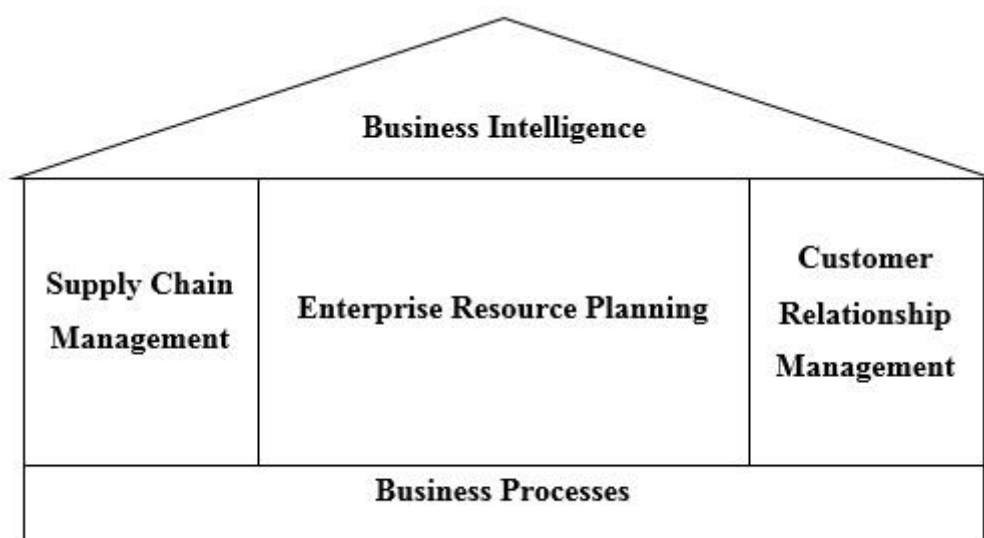 Business Intelligence
Supply Chain
Management
Enterprise Resource Planning
Customer
Relationship
Management
Business Processes